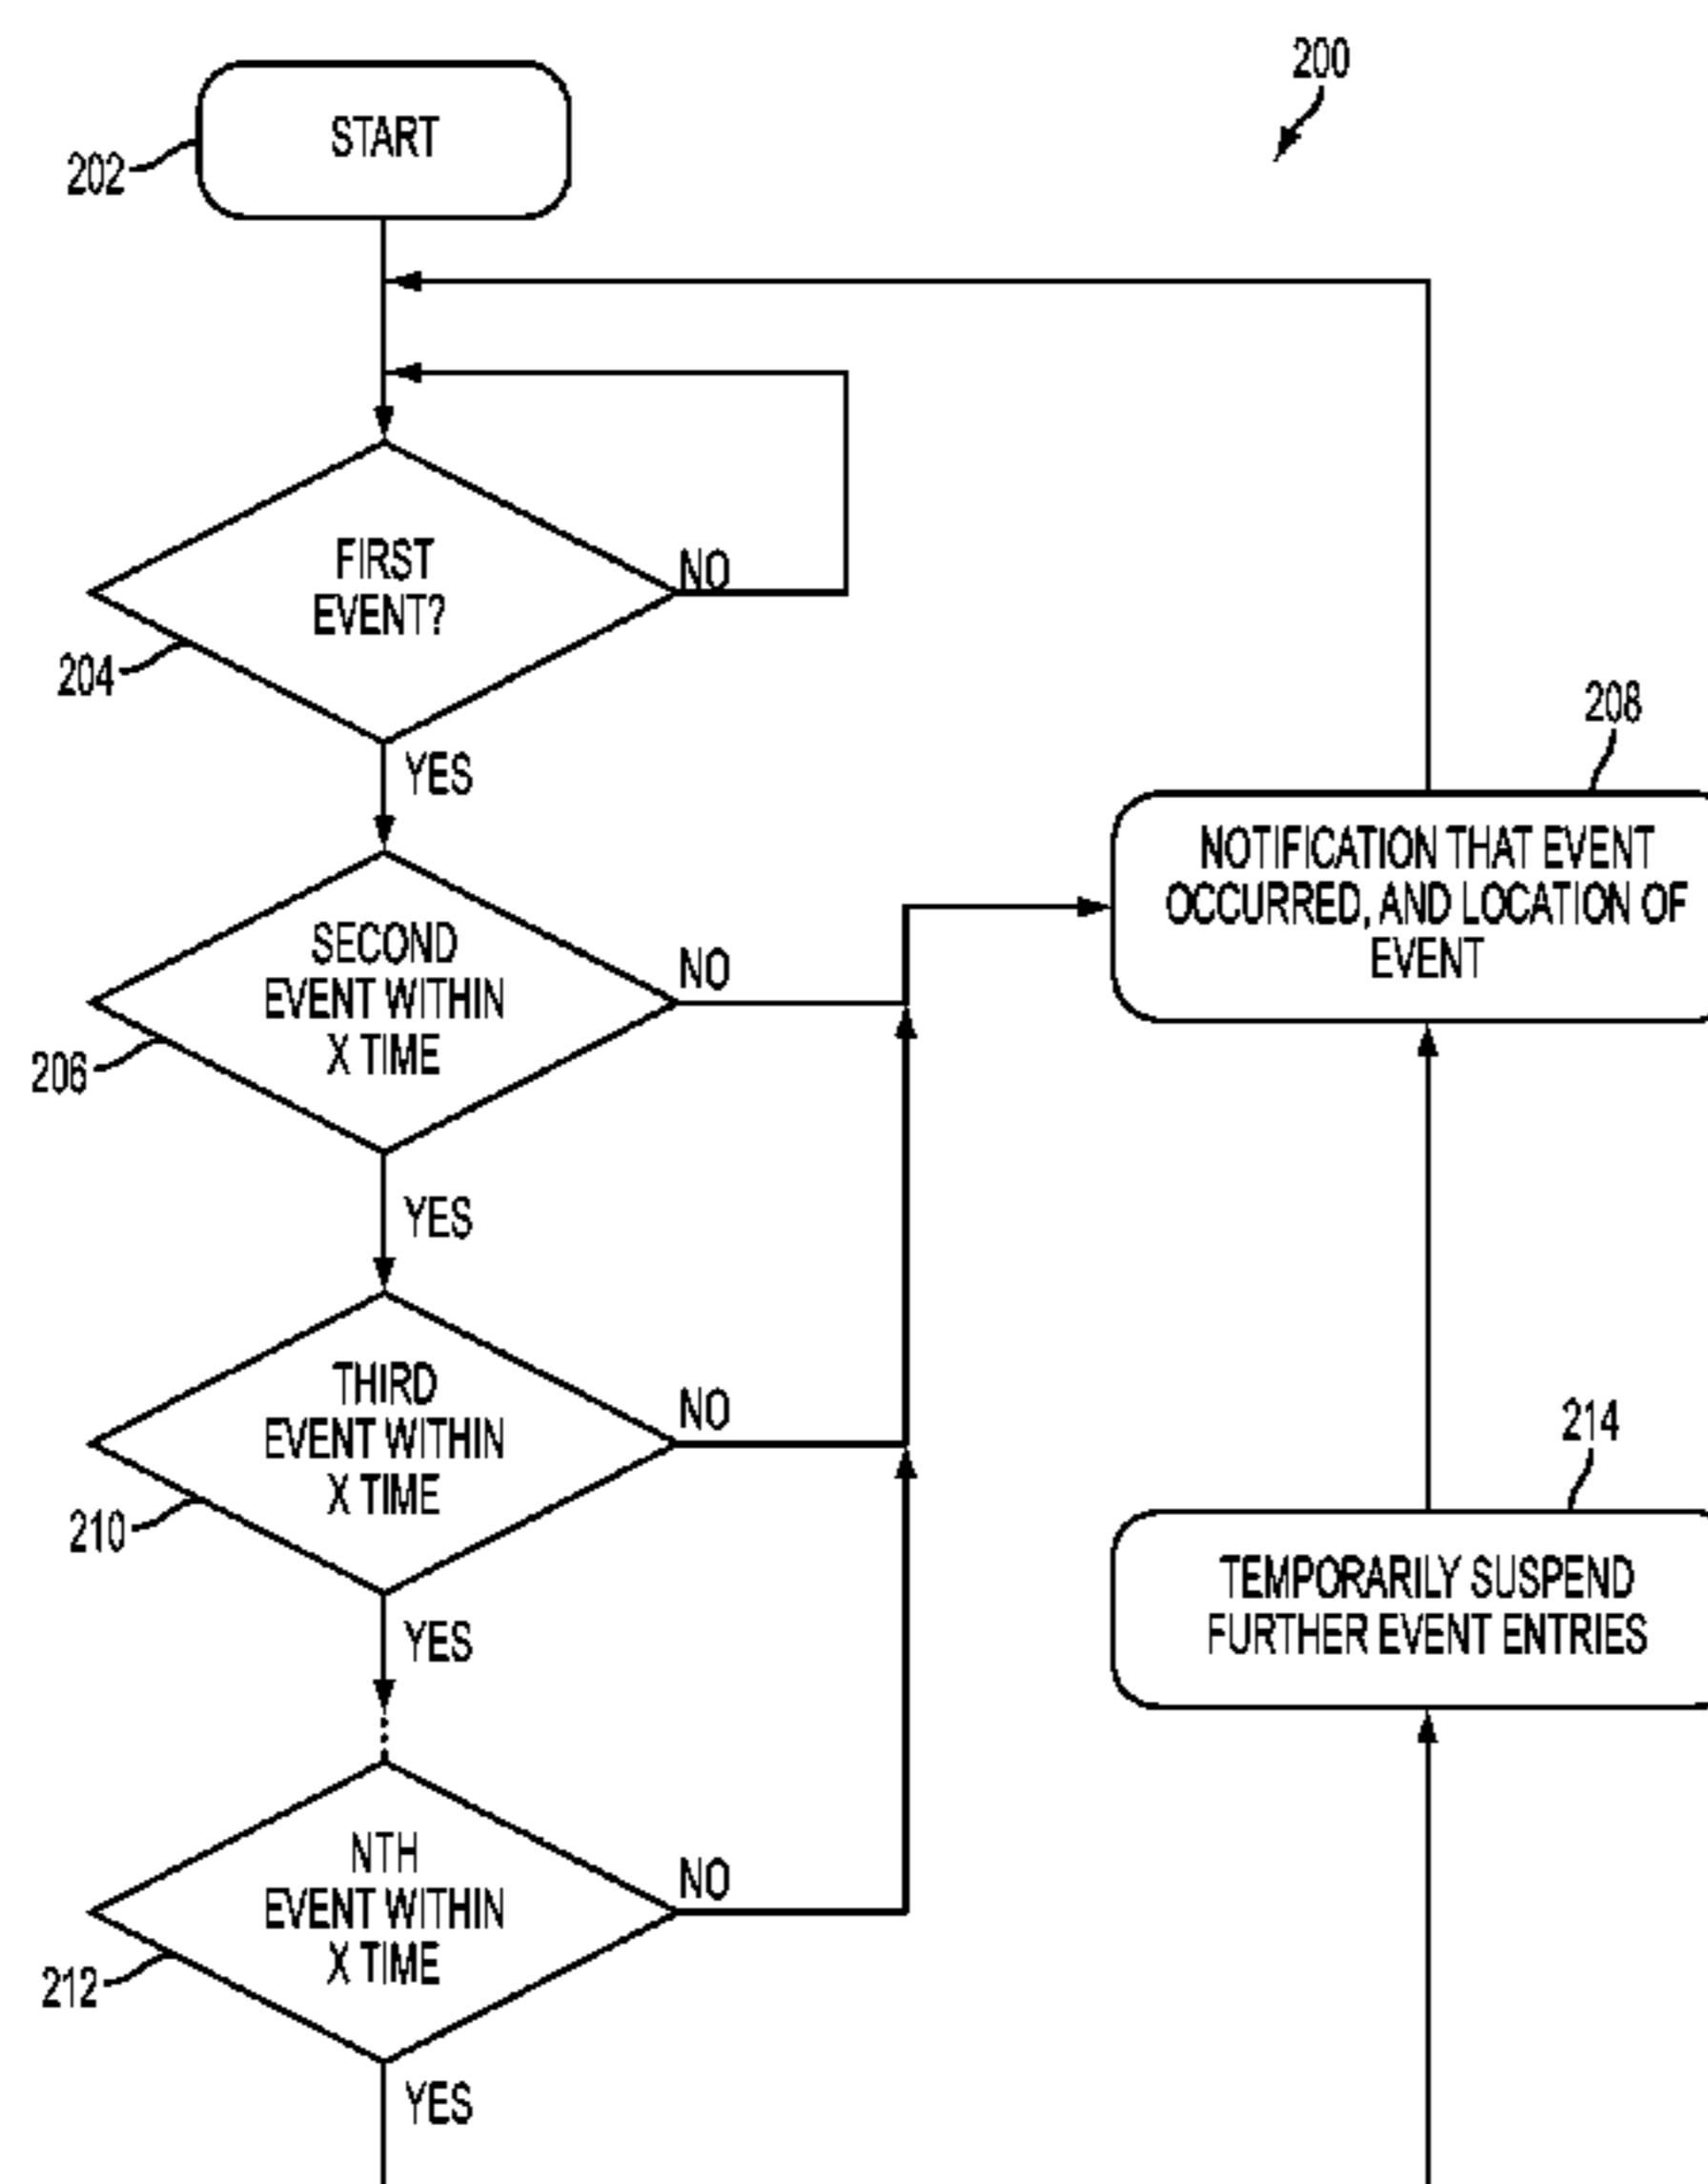 200
START
202
FIRST
EVENT?
NO
204
YES
208
NOTIFICATION THAT EVENT
OCCURRED, AND LOCATION OF
EVENT
SECOND
EVENT WITHIN
X TIME
NO
206
YES
THIRD
EVENT WITHIN
X TIME
NO
210
YES
214
TEMPORARILY SUSPEND
FURTHER EVENT ENTRIES
NTH
EVENT WITHIN
X TIME
NO
212
YES